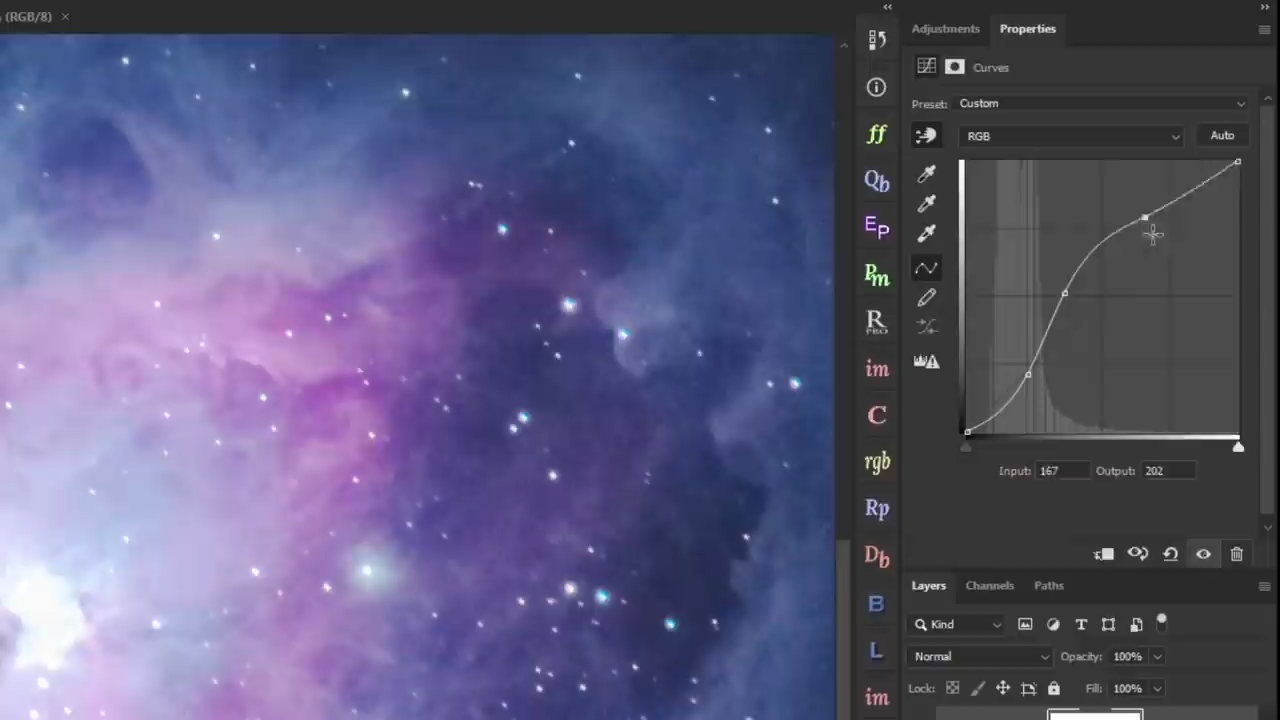 (RGB/8) ×
Adjustments Properties
Curves
Preset: Custom
RGB Auto
Input: 167 Output: 202
ff
Qb
EP
Pm
R
PRO
im
C
rgb
Rp
Db
B
L
im
Layers Channels Paths
Kind
Normal Opacity: 100%
Lock: Fill: 100%